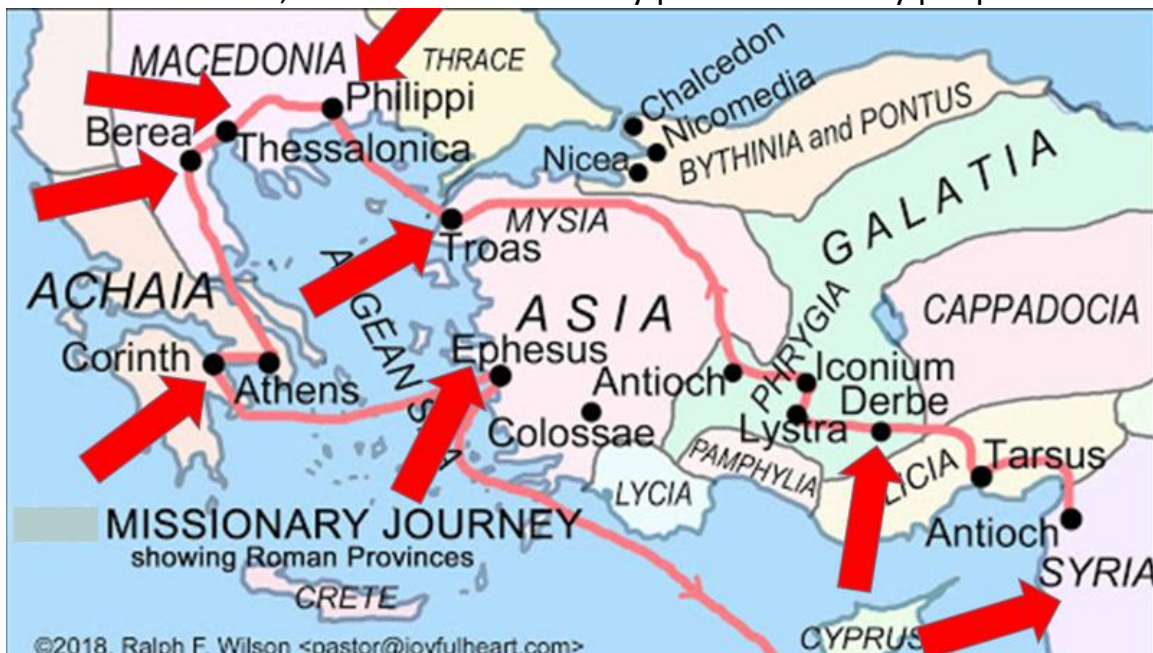 MACEDONIA
THRACE
Philippi
Chalcedon
Nicomedia
Berea
Thessalonica
Nicea
BYTHINIA and PONTUS
Troas
MYSIA
GALATIA
ACHAIA
ASIA
PHRYGIA
CAPPADOCIA
Corinth
Athens
Ephesus
Antioch
Iconium
Derbe
Colossae
Lystra
PAMPHYLIA
LYCIA
Tarsus
Antioch
SYRIA
MISSIONARY JOURNEY
showing Roman Provinces
CRETE
CYPRUS
©2018, Ralph F. Wilson <pastor@joyfulheart.com>